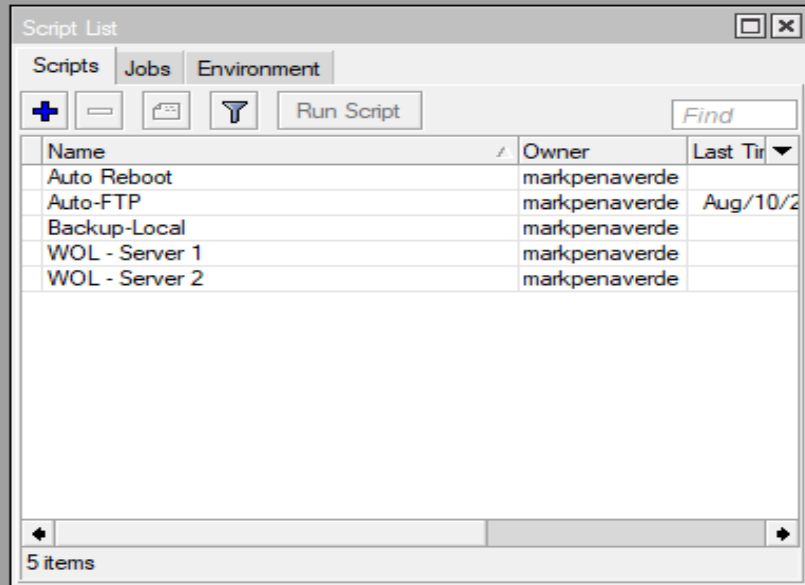 Script List
Scripts Jobs Environment
Run Script Find
Name Owner Last Tir
Auto Reboot markpenaverde
Auto-FTP markpenaverde Aug/10/2
Backup-Local markpenaverde
WOL - Server 1 markpenaverde
WOL - Server 2 markpenaverde
5 items